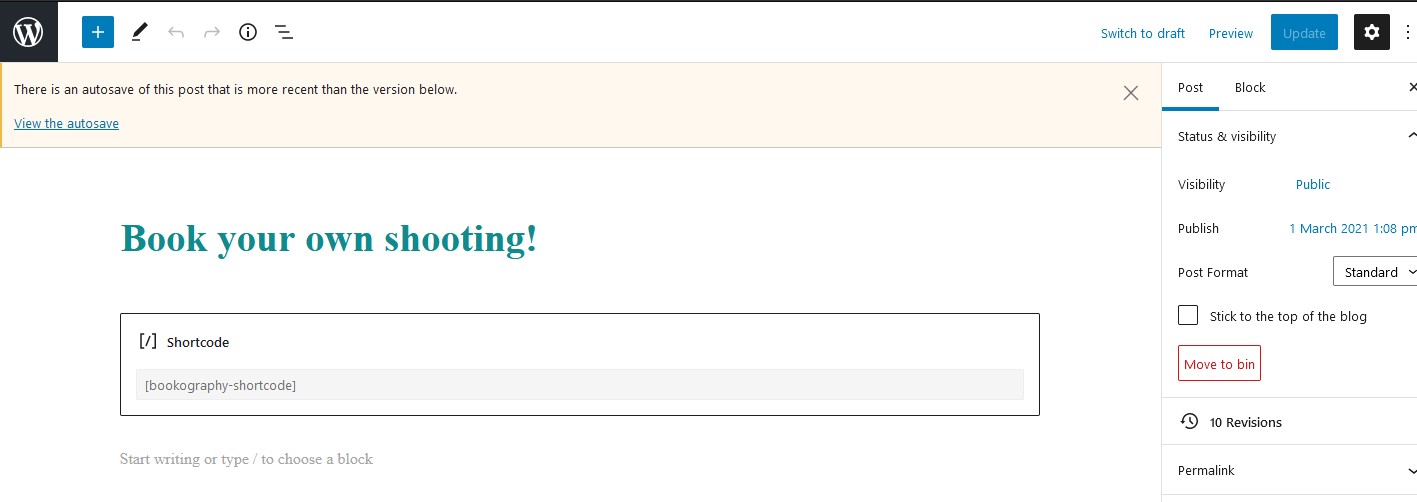 Switch to draft Preview Update
There is an autosave of this post that is more recent than the version below.
View the autosave
Book your own shooting!
[/] Shortcode
[bookography-shortcode]
Start writing or type / to choose a block
Post Block
Status & visibility
Visibility Public
Publish 1 March 2021 1:08 pm
Post Format Standard
Stick to the top of the blog
Move to bin
10 Revisions
Permalink